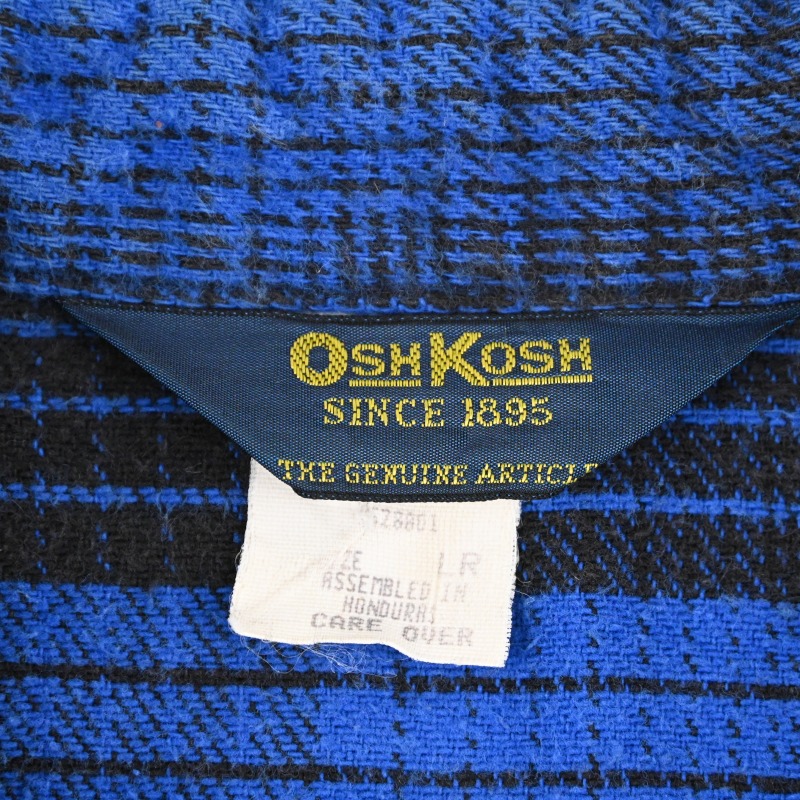 OSHKOSH
SINCE 1895
THE GENUINE ARTICLE
LR
ASSEMBLED IN
HONDURAS
CARE OVER